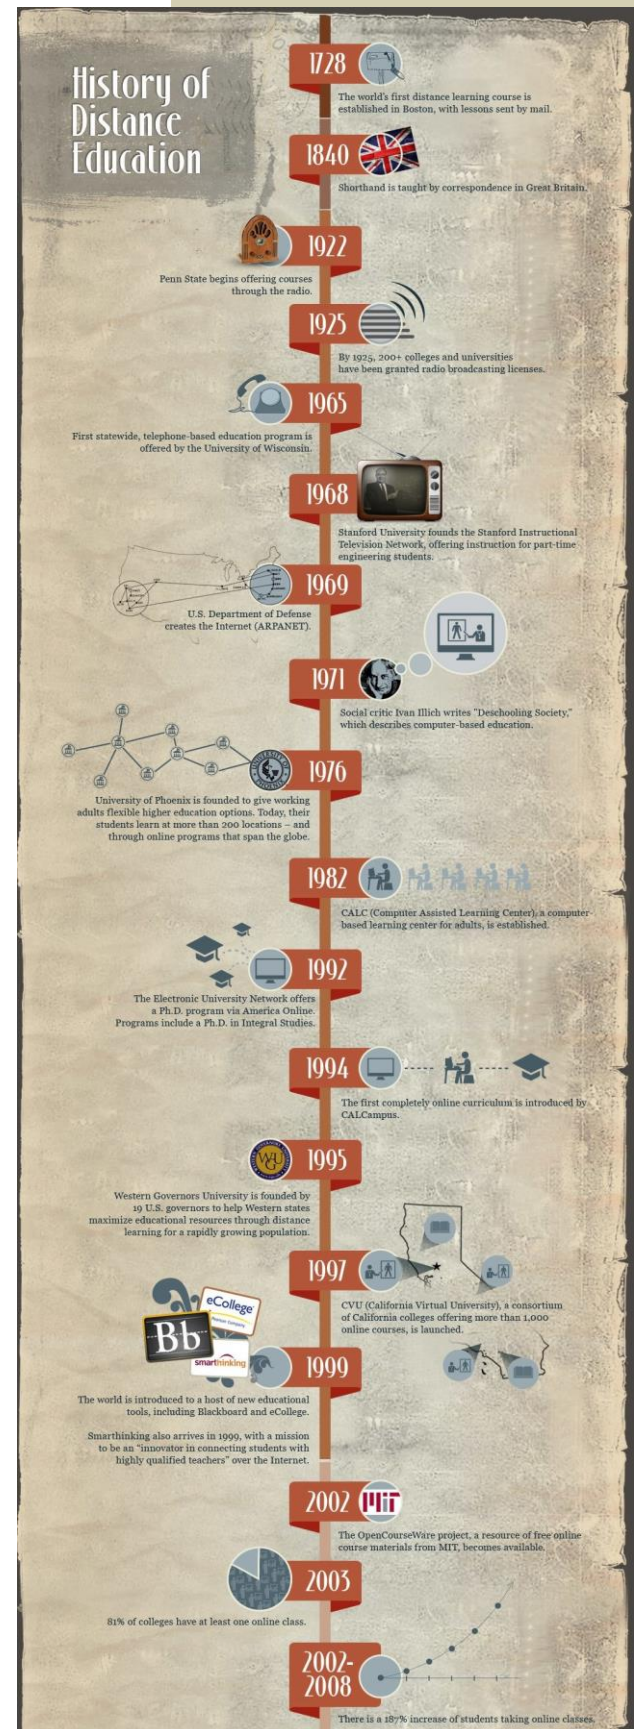 History of
Distance
Education
1728
The world's first distance learning course is
established in Boston, with lessons sent by mail.
1840
Shorthand is taught by correspondence in Great Britain.
1922
Penn State begins offering courses
through the radio.
1925
By 1925, 200+ colleges and universities
have been granted radio broadcasting licenses.
1965
First statewide, telephone-based education program is
offered by the University of Wisconsin.
1968
Stanford University founds the Stanford Instructional
Television Network, offering instruction for part-time
engineering students.
1969
U.S. Department of Defense
creates the Internet (ARPANET).
1971
Social critic Ivan Illich writes "Deschooling Society,"
which describes computer-based education.
1976
University of Phoenix is founded to give working
adults flexible higher education options. Today, their
students learn at more than 200 locations – and
through online programs that span the globe.
1982
CALC (Computer Assisted Learning Center), a computer-
based learning center for adults, is established.
1992
The Electronic University Network offers
a Ph.D. program via America Online.
Programs include a Ph.D. in Integral Studies.
1994
The first completely online curriculum is introduced by
CALCampus.
WGU
1995
Western Governors University is founded by
19 U.S. governors to help Western states
maximize educational resources through distance
learning for a rapidly growing population.
1997
CVU (California Virtual University), a consortium
of California colleges offering more than 1,000
online courses, is launched.
eCollege
Bb
smarthinking
1999
The world is introduced to a host of new educational
tools, including Blackboard and eCollege.
Smarthinking also arrives in 1999, with a mission
to be an "innovator in connecting students with
highly qualified teachers" over the Internet.
2002
MIT
The OpenCourseWare project, a resource of free online
course materials from MIT, becomes available.
2003
81% of colleges have at least one online class.
2002-
2008
There is a 187% increase of students taking online classes.